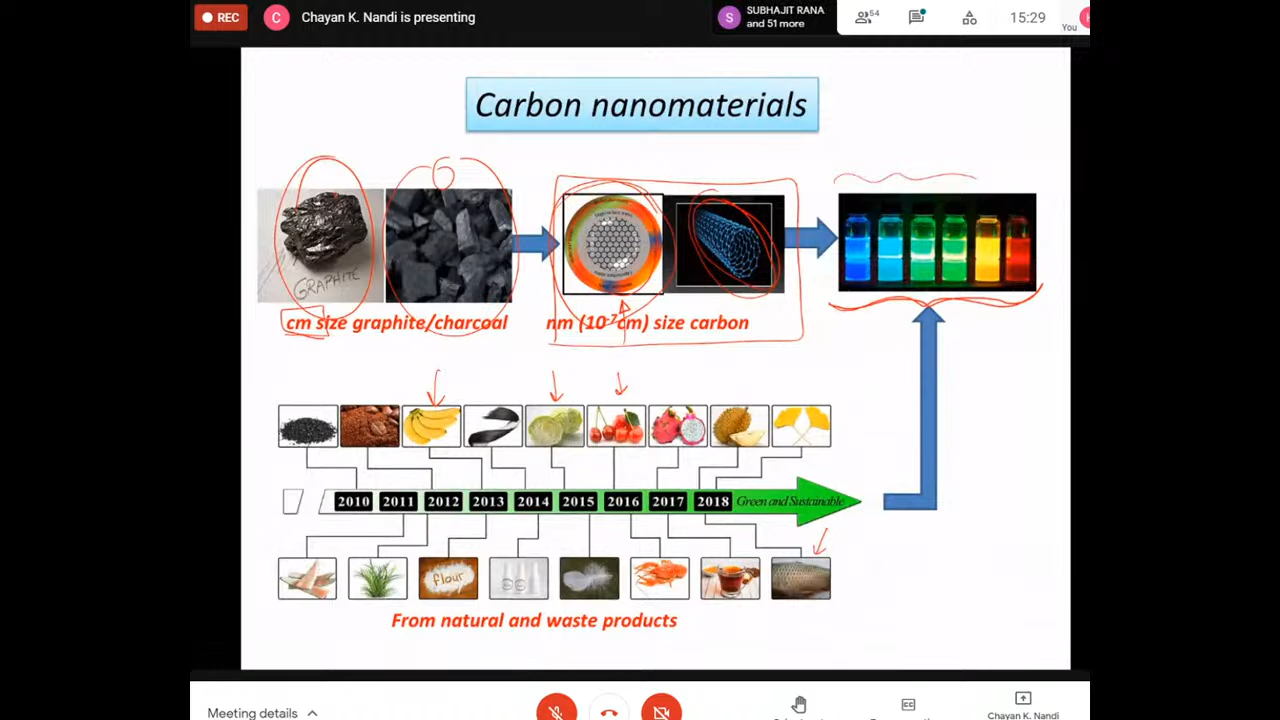 REC
C
Chayan K. Nandi is presenting
S
SUBHAJIT RANA
and 51 more
54
15:29
You
Carbon nanomaterials
GRAPHITE
cm size graphite/charcoal
nm (10-7cm) size carbon
2010 2011 2012 2013 2014 2015 2016 2017 2018 Green and Sustainable
flour
From natural and waste products
Meeting details
CC
Chayan K. Nandi